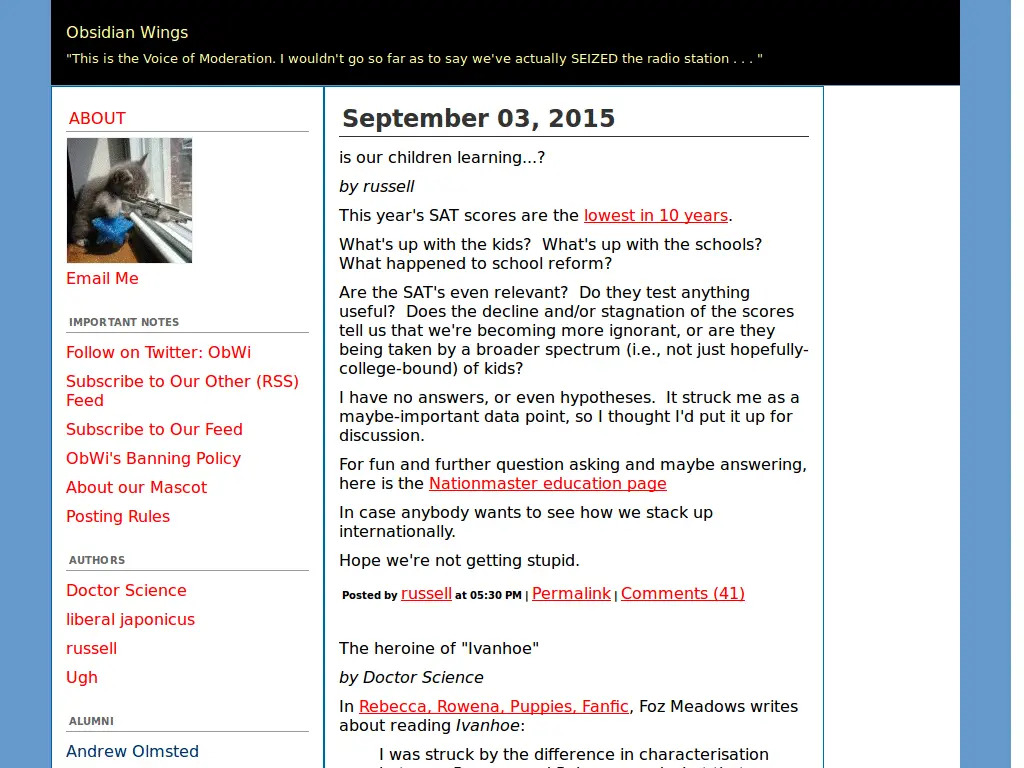 Obsidian Wings
"This is the Voice of Moderation. I wouldn't go so far as to say we've actually SEIZED the radio station . . . "
ABOUT
Email Me
IMPORTANT NOTES
Follow on Twitter: ObWi
Subscribe to Our Other (RSS)
Feed
Subscribe to Our Feed
ObWi's Banning Policy
About our Mascot
Posting Rules
AUTHORS
Doctor Science
liberal japonicus
russell
Ugh
ALUMNI
Andrew Olmsted
September 03, 2015
is our children learning...?
by russell
This year's SAT scores are the lowest in 10 years.
What's up with the kids?  What's up with the schools?
What happened to school reform?
Are the SAT's even relevant?  Do they test anything
useful?  Does the decline and/or stagnation of the scores
tell us that we're becoming more ignorant, or are they
being taken by a broader spectrum (i.e., not just hopefully-
college-bound) of kids?
I have no answers, or even hypotheses.  It struck me as a
maybe-important data point, so I thought I'd put it up for
discussion.
For fun and further question asking and maybe answering,
here is the Nationmaster education page
In case anybody wants to see how we stack up
internationally.
Hope we're not getting stupid.
Posted by russell at 05:30 PM | Permalink | Comments (41)
The heroine of "Ivanhoe"
by Doctor Science
In Rebecca, Rowena, Puppies, Fanfic, Foz Meadows writes
about reading Ivanhoe:
I was struck by the difference in characterisation